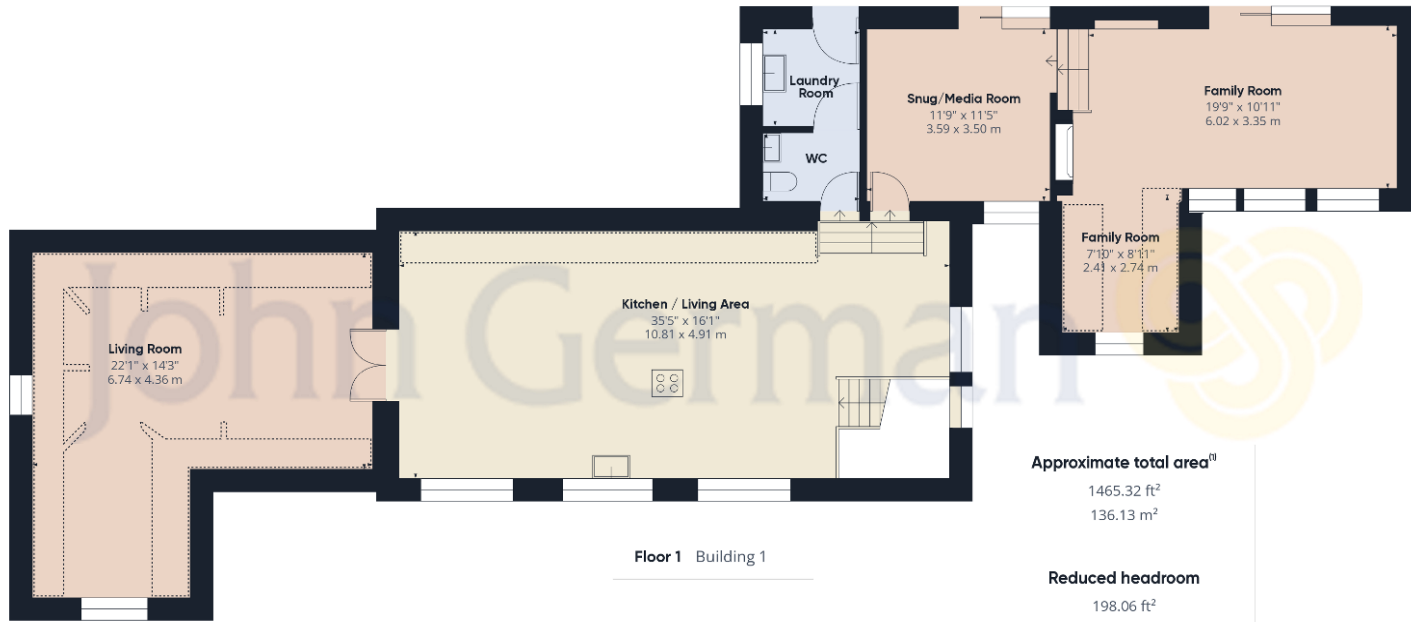 Laundry
Room
WC
Snug/Media Room
11'9" x 11'5"
3.59 x 3.50 m
Family Room
19'9" x 10'11"
6.02 x 3.35 m
Family Room
7'10" x 8'11"
2.41 x 2.74 m
Kitchen / Living Area
35'5" x 16'1"
10.81 x 4.91 m
Living Room
22'1" x 14'3"
6.74 x 4.36 m
John German
Approximate total area(1)
1465.32 ft²
136.13 m²
Floor 1 Building 1
Reduced headroom
198.06 ft²